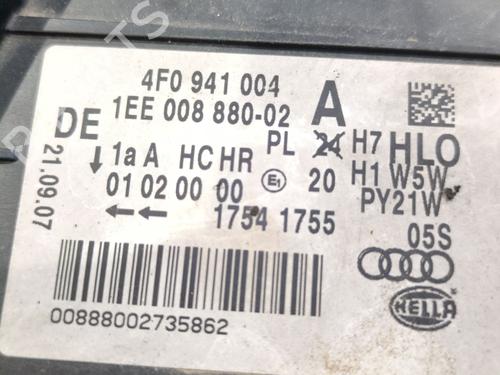 4F0 941 004 A
1EE 008 880-02
DE PL 24 H7 HLO
1a A HC HR E1 20 H1 W5W
01 02 00 00 PY21W
21.09.07
1754 1755 05S
HELLA
00888002735862